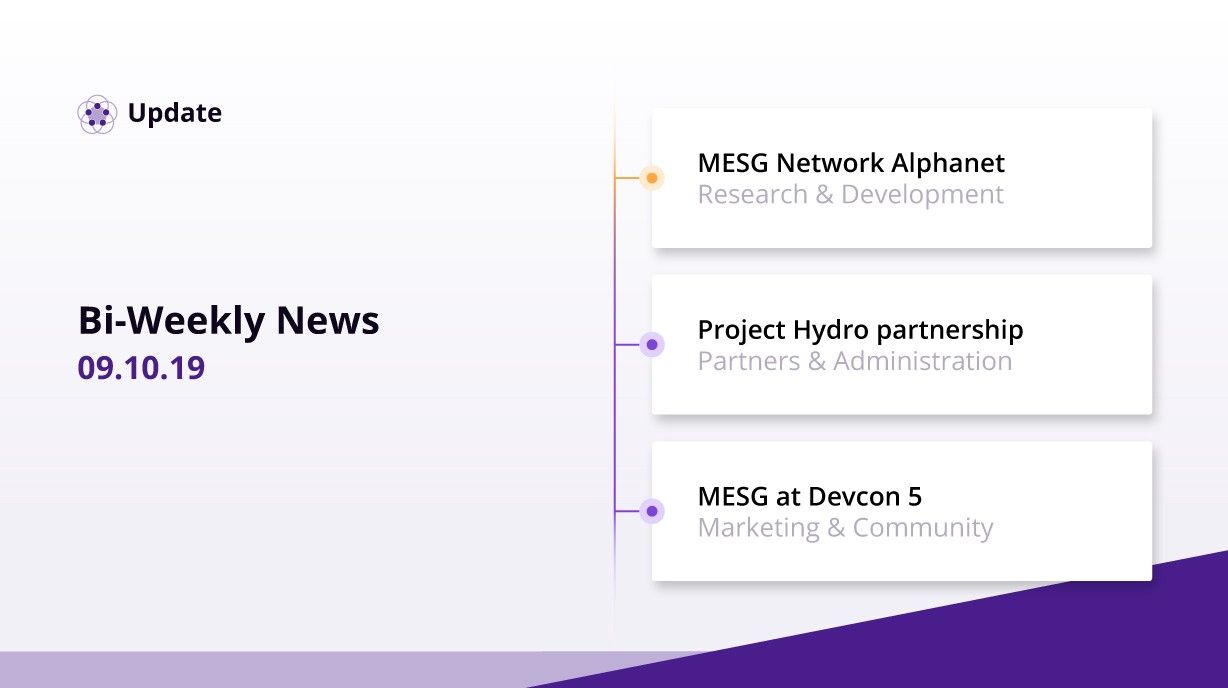 Update
Bi-Weekly News
09.10.19
MESG Network Alphanet
Research & Development
Project Hydro partnership
Partners & Administration
MESG at Devcon 5
Marketing & Community